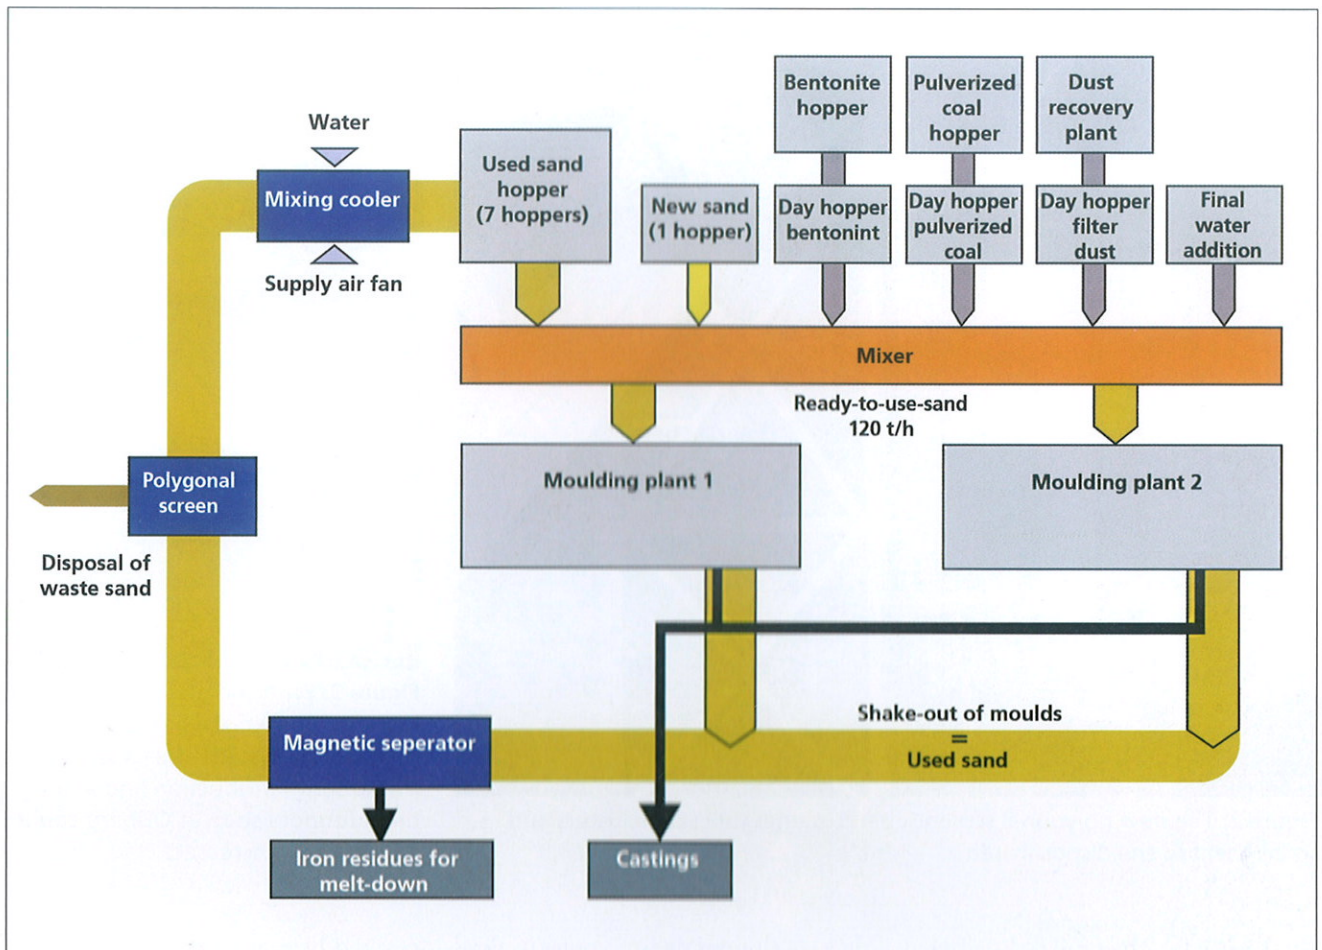 Water
Mixing cooler
Supply air fan
Used sand
hopper
(7 hoppers)
New sand
(1 hopper)
Bentonite
hopper
Day hopper
bentonint
Pulverized
coal
hopper
Day hopper
pulverized
coal
Dust
recovery
plant
Day hopper
filter
dust
Final
water
addition
Mixer
Ready-to-use-sand
120 t/h
Moulding plant 1
Moulding plant 2
Polygonal
screen
Disposal of
waste sand
Shake-out of moulds
=
Used sand
Magnetic seperator
Iron residues for
melt-down
Castings